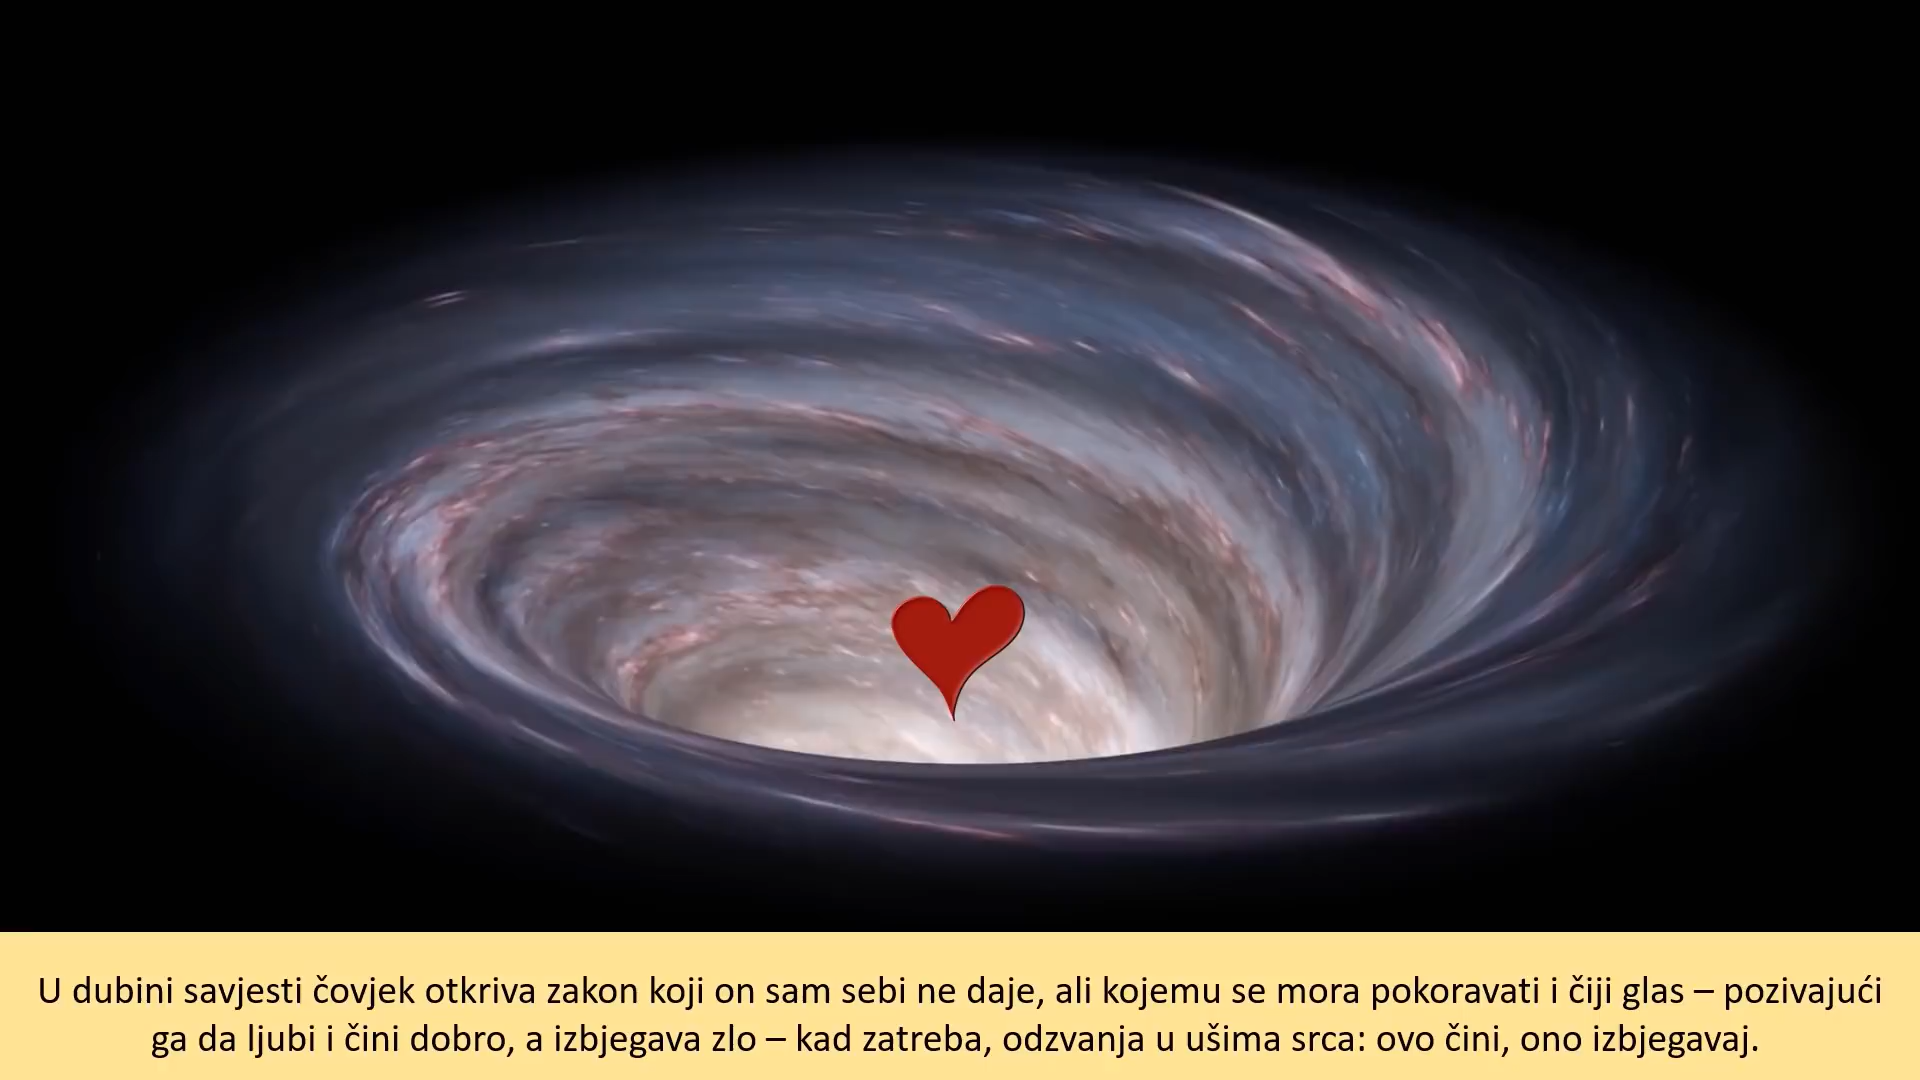 U dubini savjesti čovjek otkriva zakon koji on sam sebi ne daje, ali kojemu se mora pokoravati i čiji glas – pozivajući
ga da ljubi i čini dobro, a izbjegava zlo – kad zatreba, odzvanja u ušima srca: ovo čini, ono izbjegavaj.